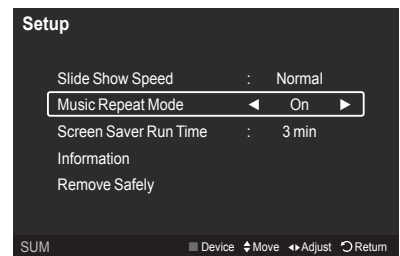 Setup
Slide Show Speed : Normal
Music Repeat Mode ◄ On ►
Screen Saver Run Time : 3 min
Information
Remove Safely
SUM Device Move Adjust Return